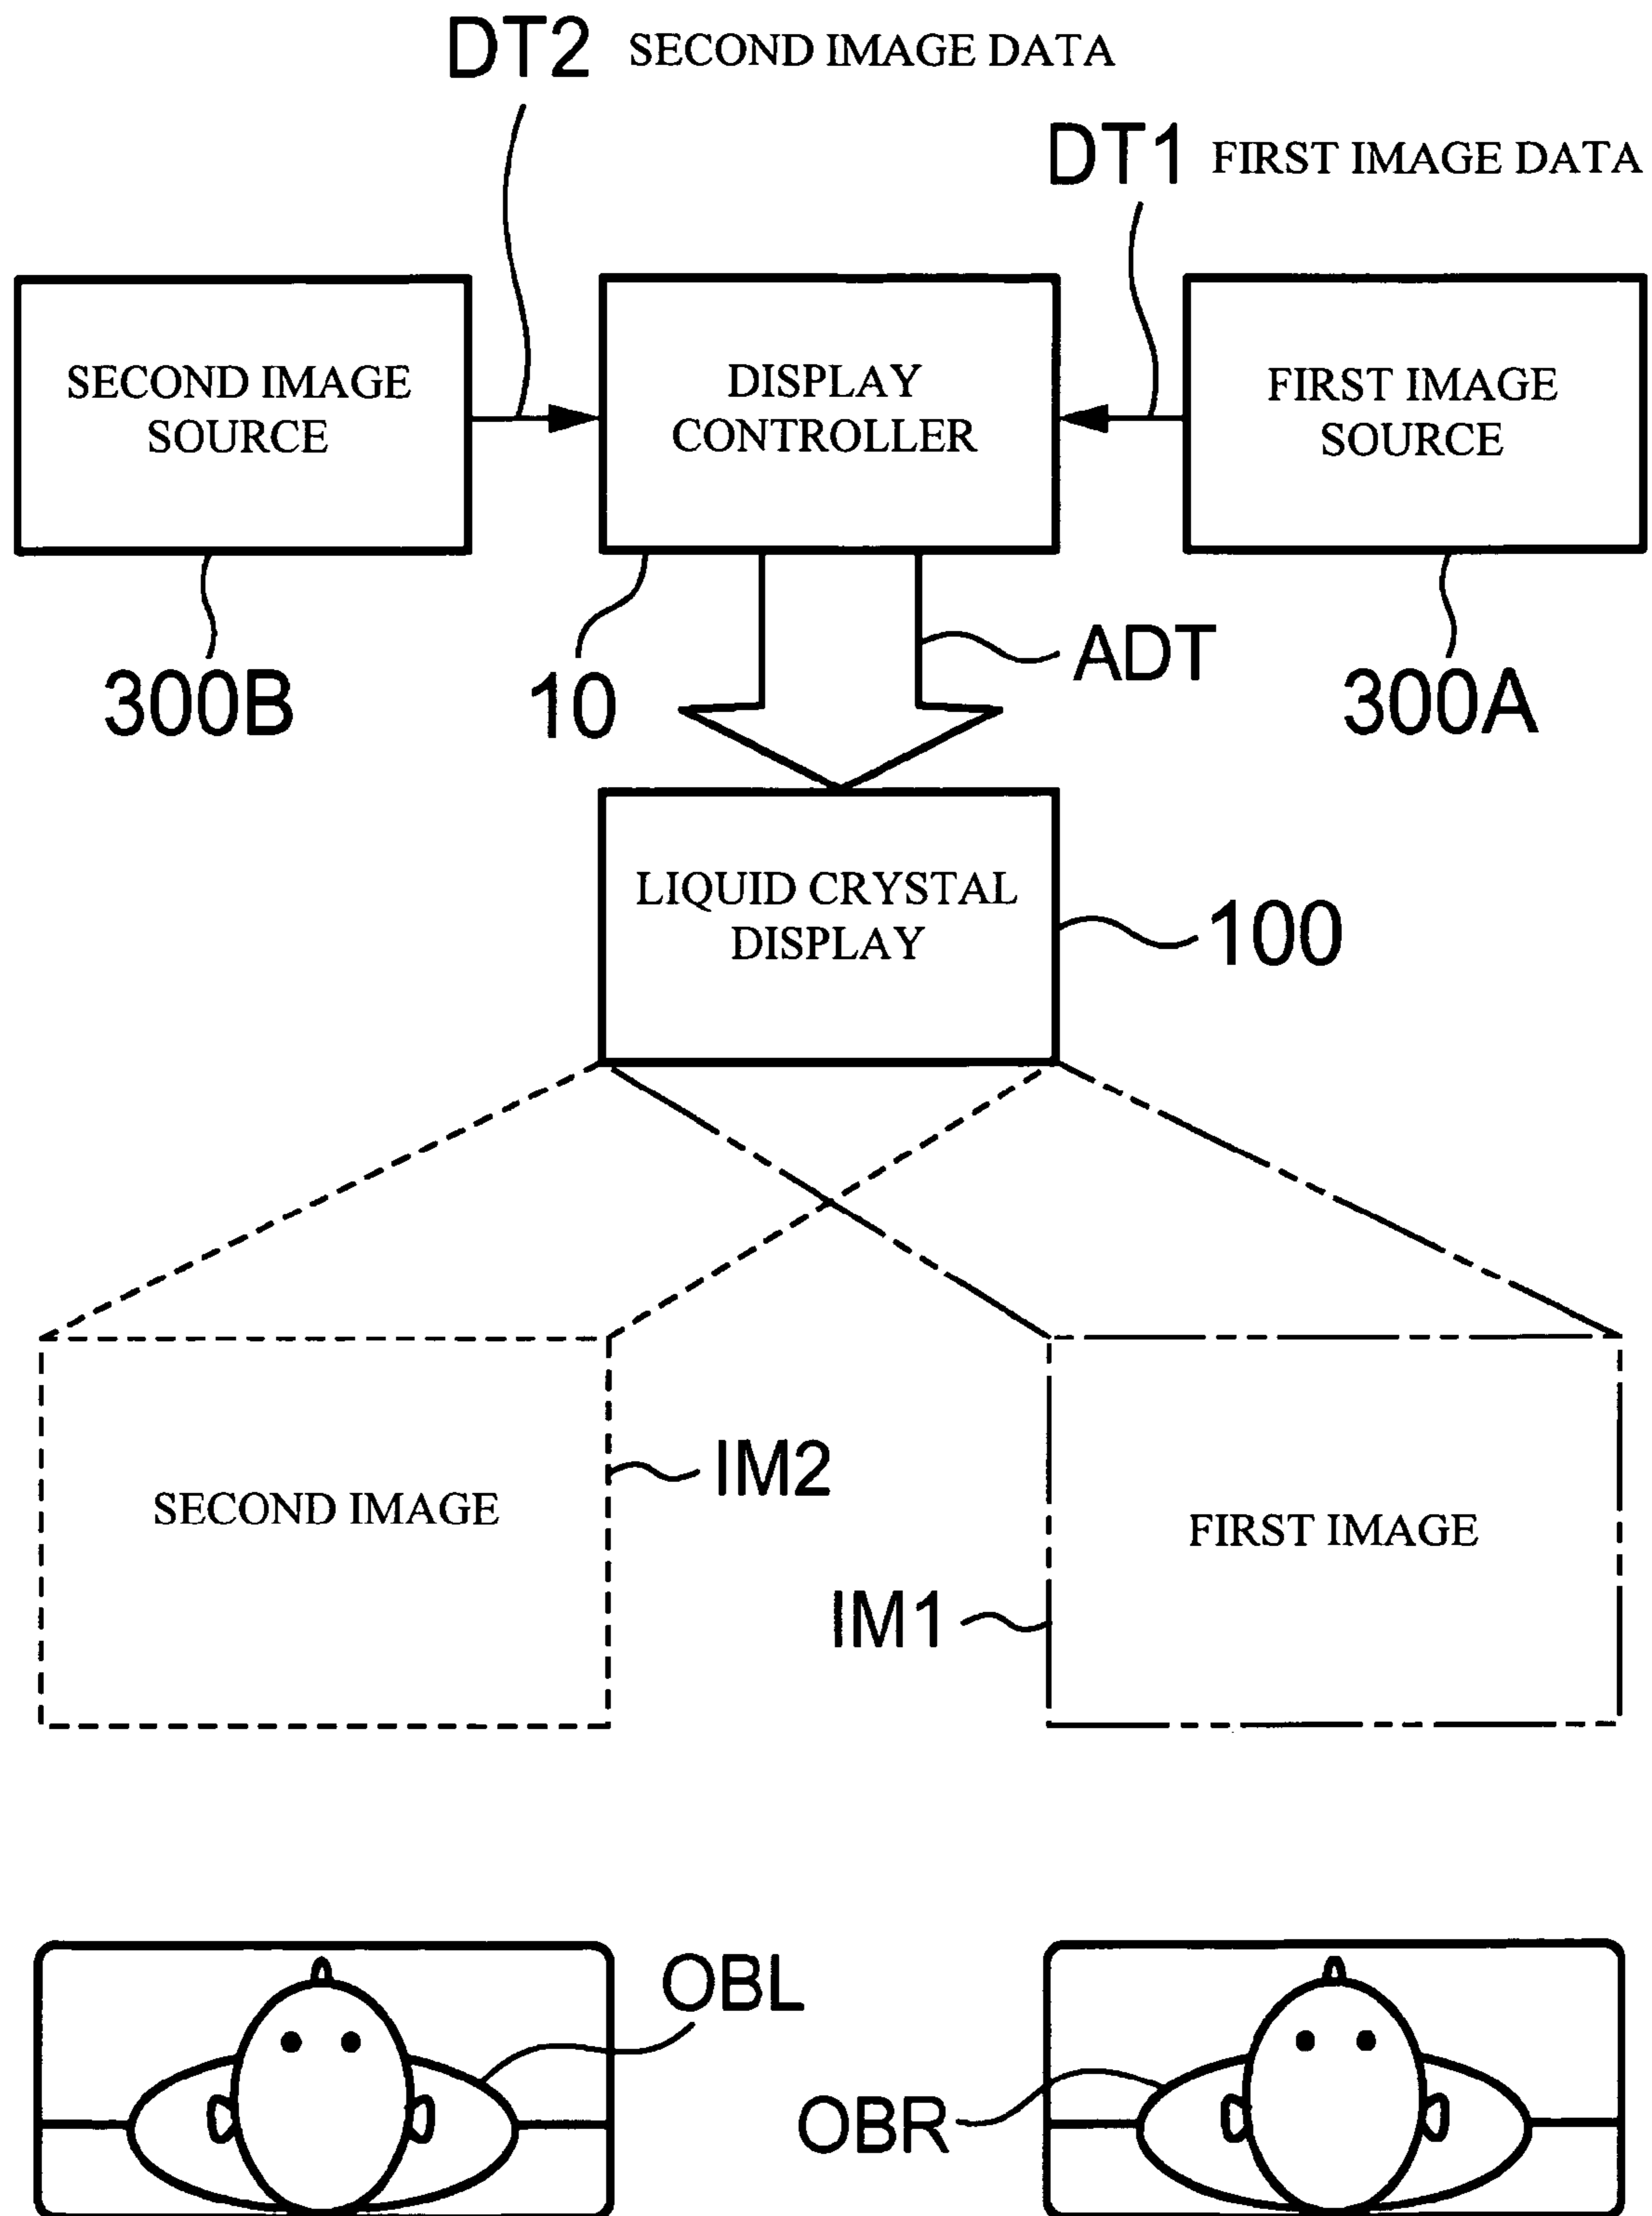 DT2 SECOND IMAGE DATA
DT1 FIRST IMAGE DATA
SECOND IMAGE
SOURCE
DISPLAY
CONTROLLER
FIRST IMAGE
SOURCE
300B
10
ADT
300A
LIQUID CRYSTAL
DISPLAY
100
SECOND IMAGE
IM2
FIRST IMAGE
IM1
OBL
OBR